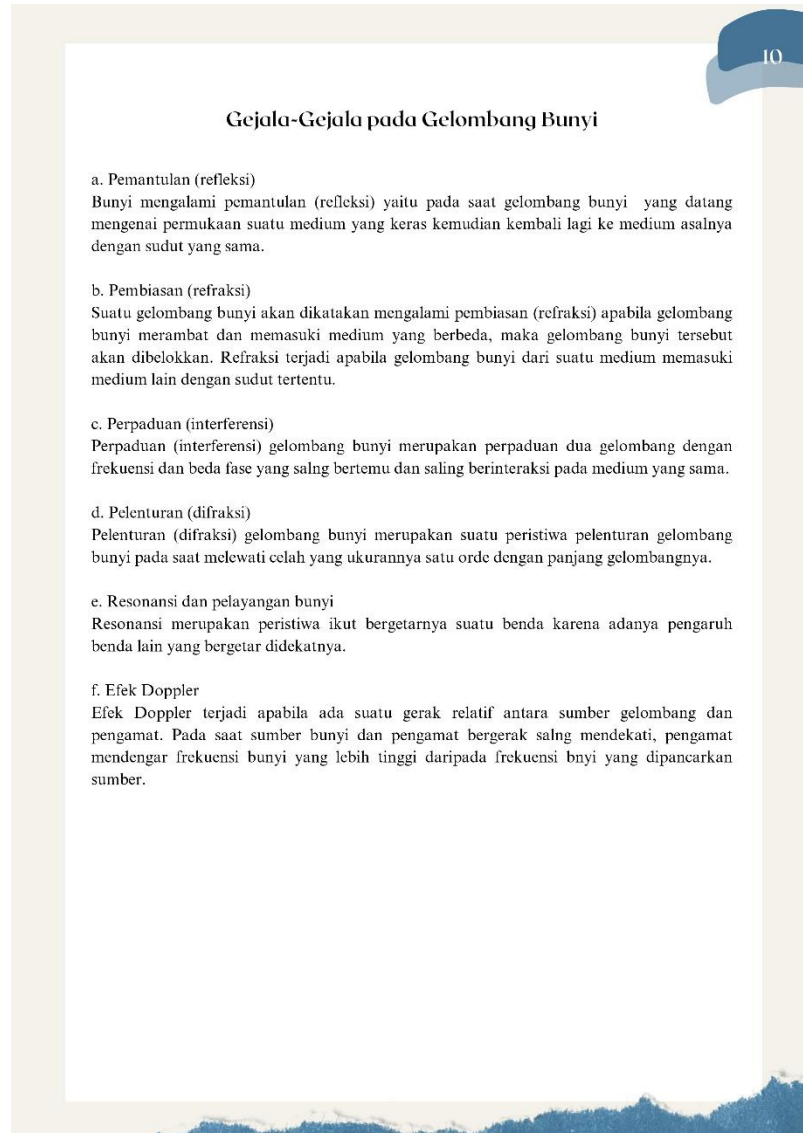 10
Gejala-Gejala pada Gelombang Bunyi
a. Pemantulan (refleksi)
Bunyi mengalami pemantulan (refleksi) yaitu pada saat gelombang bunyi yang datang
mengenai permukaan suatu medium yang keras kemudian kembali lagi ke medium asalnya
dengan sudut yang sama.
b. Pembiasan (refraksi)
Suatu gelombang bunyi akan dikatakan mengalami pembiasan (refraksi) apabila gelombang
bunyi merambat dan memasuki medium yang berbeda, maka gelombang bunyi tersebut
akan dibelokkan. Refraksi terjadi apabila gelombang bunyi dari suatu medium memasuki
medium lain dengan sudut tertentu.
c. Perpaduan (interferensi)
Perpaduan (interferensi) gelombang bunyi merupakan perpaduan dua gelombang dengan
frekuensi dan beda fase yang salng bertemu dan saling berinteraksi pada medium yang sama.
d. Pelenturan (difraksi)
Pelenturan (difraksi) gelombang bunyi merupakan suatu peristiwa pelenturan gelombang
bunyi pada saat melewati celah yang ukurannya satu orde dengan panjang gelombangnya.
e. Resonansi dan pelayangan bunyi
Resonansi merupakan peristiwa ikut bergetarnya suatu benda karena adanya pengaruh
benda lain yang bergetar didekatnya.
f. Efek Doppler
Efek Doppler terjadi apabila ada suatu gerak relatif antara sumber gelombang dan
pengamat. Pada saat sumber bunyi dan pengamat bergerak salng mendekati, pengamat
mendengar frekuensi bunyi yang lebih tinggi daripada frekuensi bnyi yang dipancarkan
sumber.